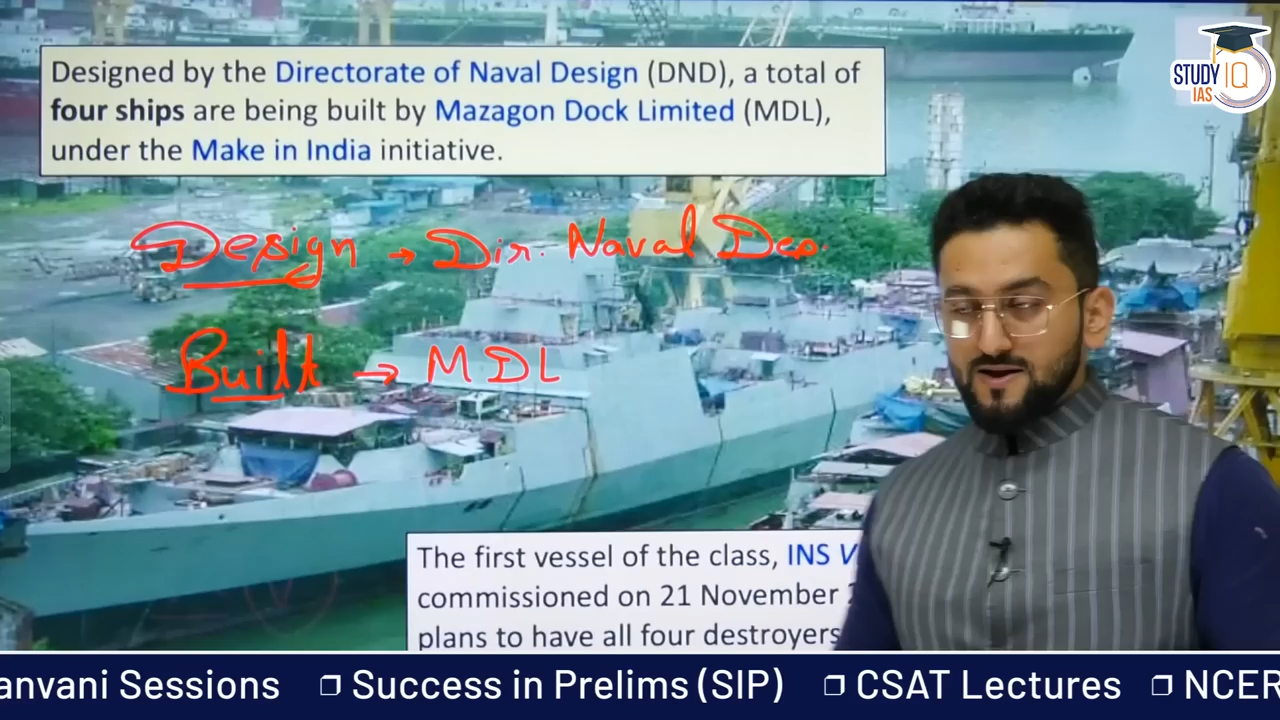 Designed by the Directorate of Naval Design (DND), a total of
four ships are being built by Mazagon Dock Limited (MDL),
under the Make in India initiative.
STUDY IQ
IAS
Design → Dir. Naval Des.
Built → MDL
The first vessel of the class, INS V
commissioned on 21 November
plans to have all four destroyers
anvani Sessions ❒ Success in Prelims (SIP) ❒ CSAT Lectures ❒ NCER